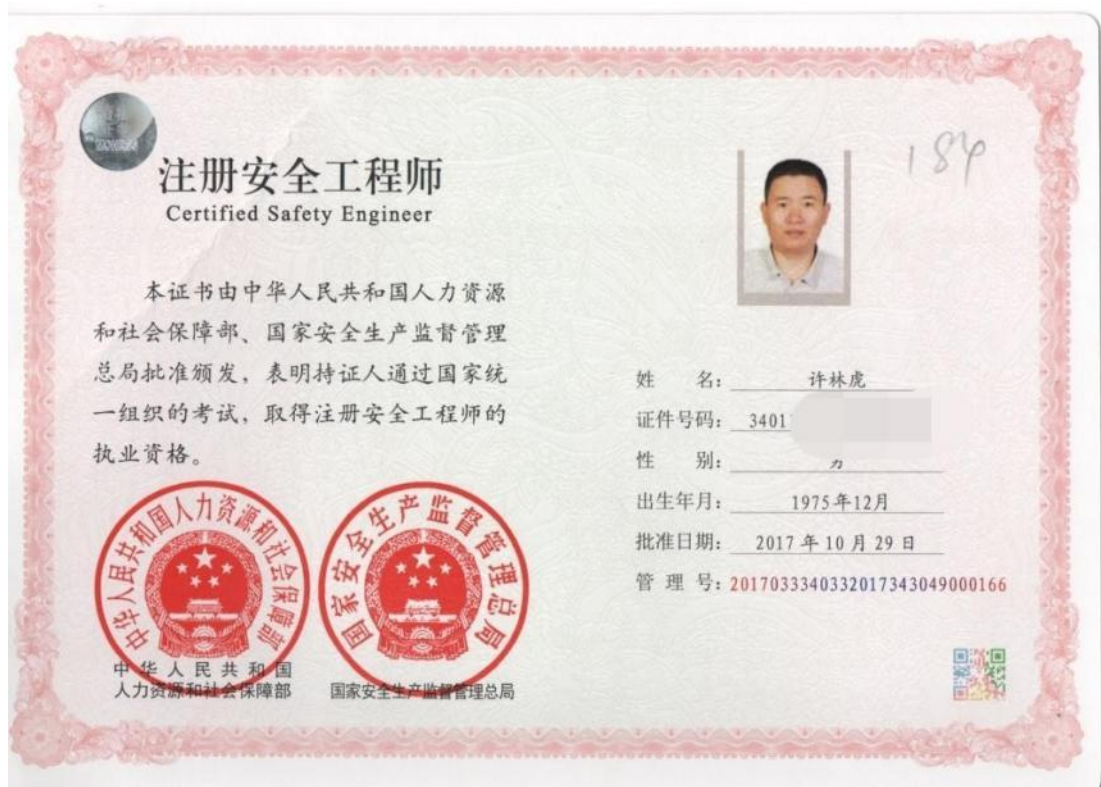 注册安全工程师
Certified Safety Engineer
本证书由中华人民共和国人力资源
和社会保障部、国家安全生产监督管理
总局批准颁发，表明持证人通过国家统
一组织的考试，取得注册安全工程师的
执业资格。
中华人民共和国人力资源和社会保障部
国家安全生产监督管理总局
中华人民共和国
人力资源和社会保障部
国家安全生产监督管理总局
184
姓 名：许林虎
证件号码：3401
性 别：男
出生年月：1975年12月
批准日期：2017年10月29日
管 理 号：2017033340332017343049000166